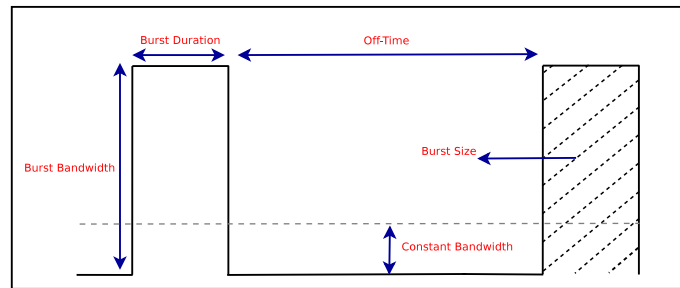 Burst Duration
Off-Time
Burst Size
Burst Bandwidth
Constant Bandwidth